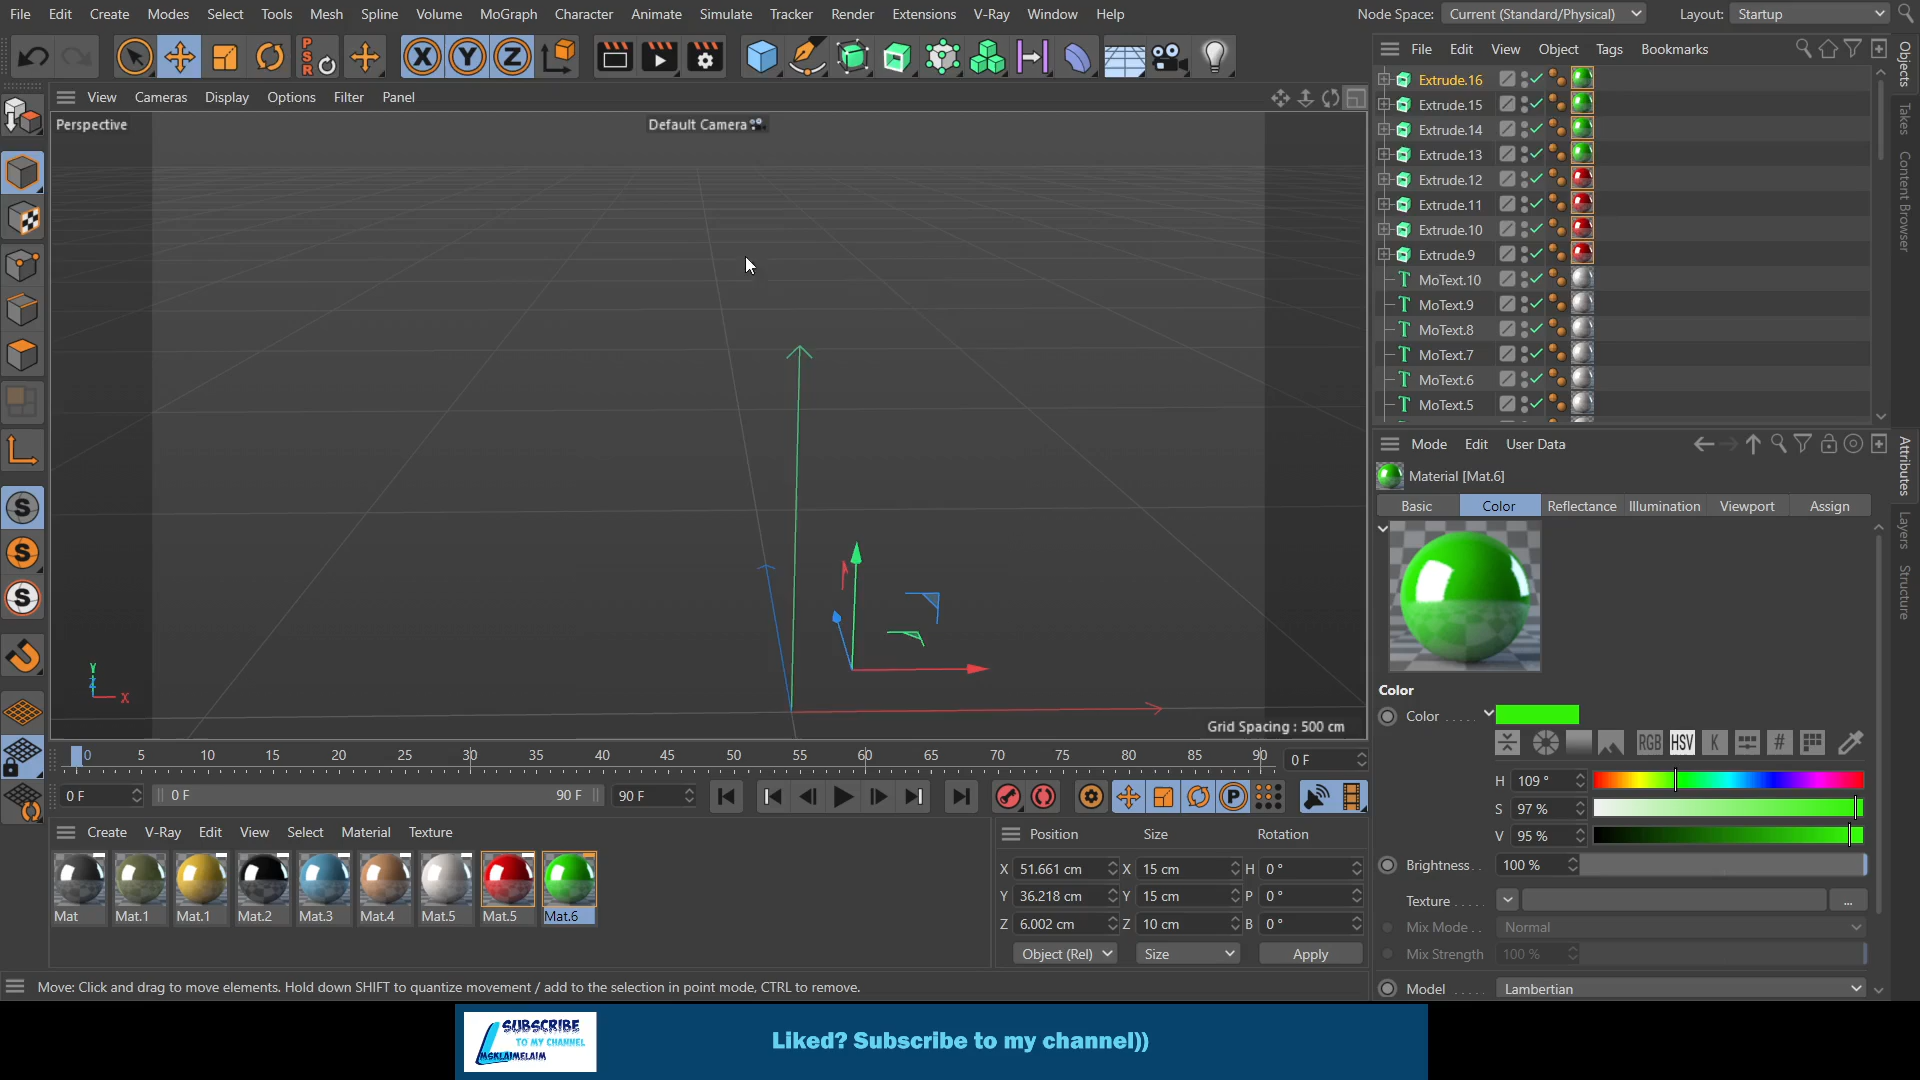 File Edit Create Modes Select Tools Mesh Spline Volume MoGraph Character Animate Simulate Tracker Render Extensions V-Ray Window Help Node Space: Current (Standard/Physical) Layout: Startup
File Edit View Object Tags Bookmarks
View Cameras Display Options Filter Panel
Perspective
Default Camera
Extrude.16
Extrude.15
Extrude.14
Extrude.13
Extrude.12
Extrude.11
Extrude.10
Extrude.9
MoText.10
MoText.9
MoText.8
MoText.7
MoText.6
MoText.5
Objects
Takes
Content Browser
Mode Edit User Data
Material [Mat.6]
Basic Color Reflectance Illumination Viewport Assign
Attributes
Layers
Structure
Color
Color
RGB HSV K #
H 109 °
S 97 %
V 95 %
Brightness 100 %
Texture ...
Mix Mode Normal
Mix Strength 100 %
Model Lambertian
Y
Z
X
Grid Spacing : 500 cm
0 5 10 15 20 25 30 35 40 45 50 55 60 65 70 75 80 85 90 0 F
0 F 0 F 90 F 90 F
Create V-Ray Edit View Select Material Texture
Mat Mat.1 Mat.1 Mat.2 Mat.3 Mat.4 Mat.5 Mat.5 Mat.6
Position Size Rotation
X 51.661 cm X 15 cm H 0 °
Y 36.218 cm Y 15 cm P 0 °
Z 6.002 cm Z 10 cm B 0 °
Object (Rel) Size Apply
Move: Click and drag to move elements. Hold down SHIFT to quantize movement / add to the selection in point mode, CTRL to remove.
SUBSCRIBE
TO MY CHANNEL
MSKLAIMELAIM
Liked? Subscribe to my channel))